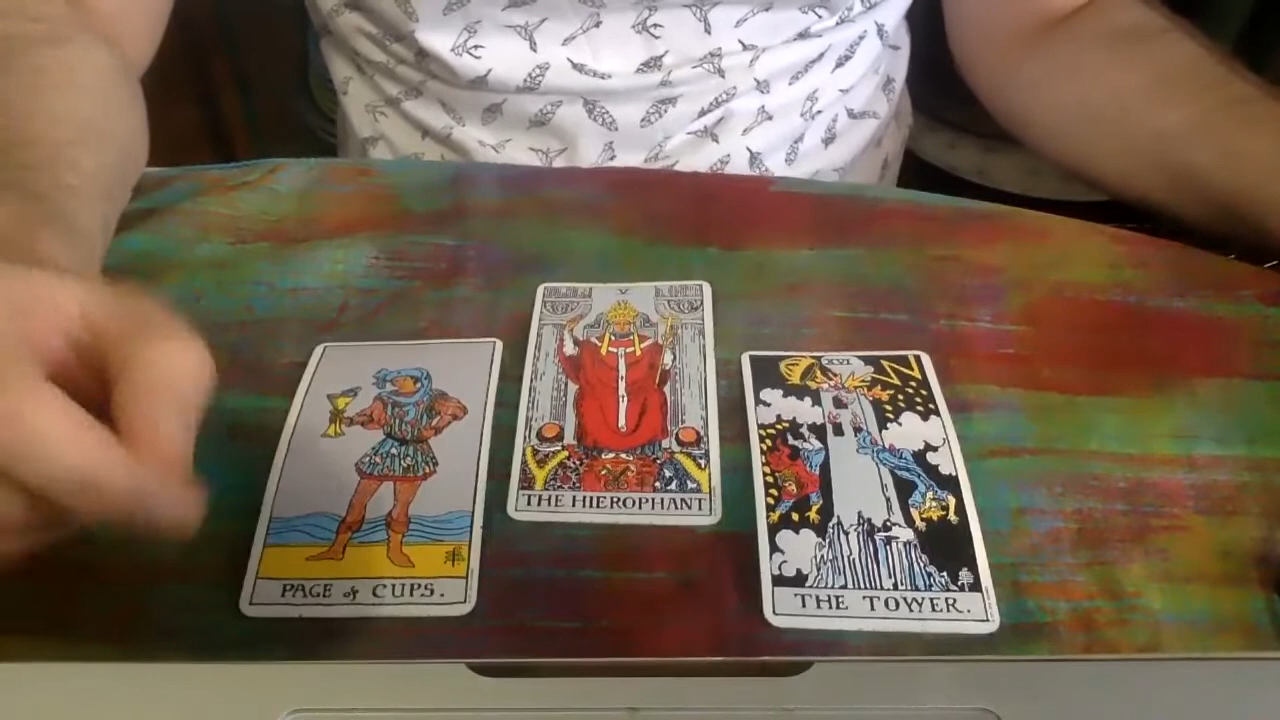 PAGE of CUPS.
V
THE HIEROPHANT
XVI
THE TOWER.